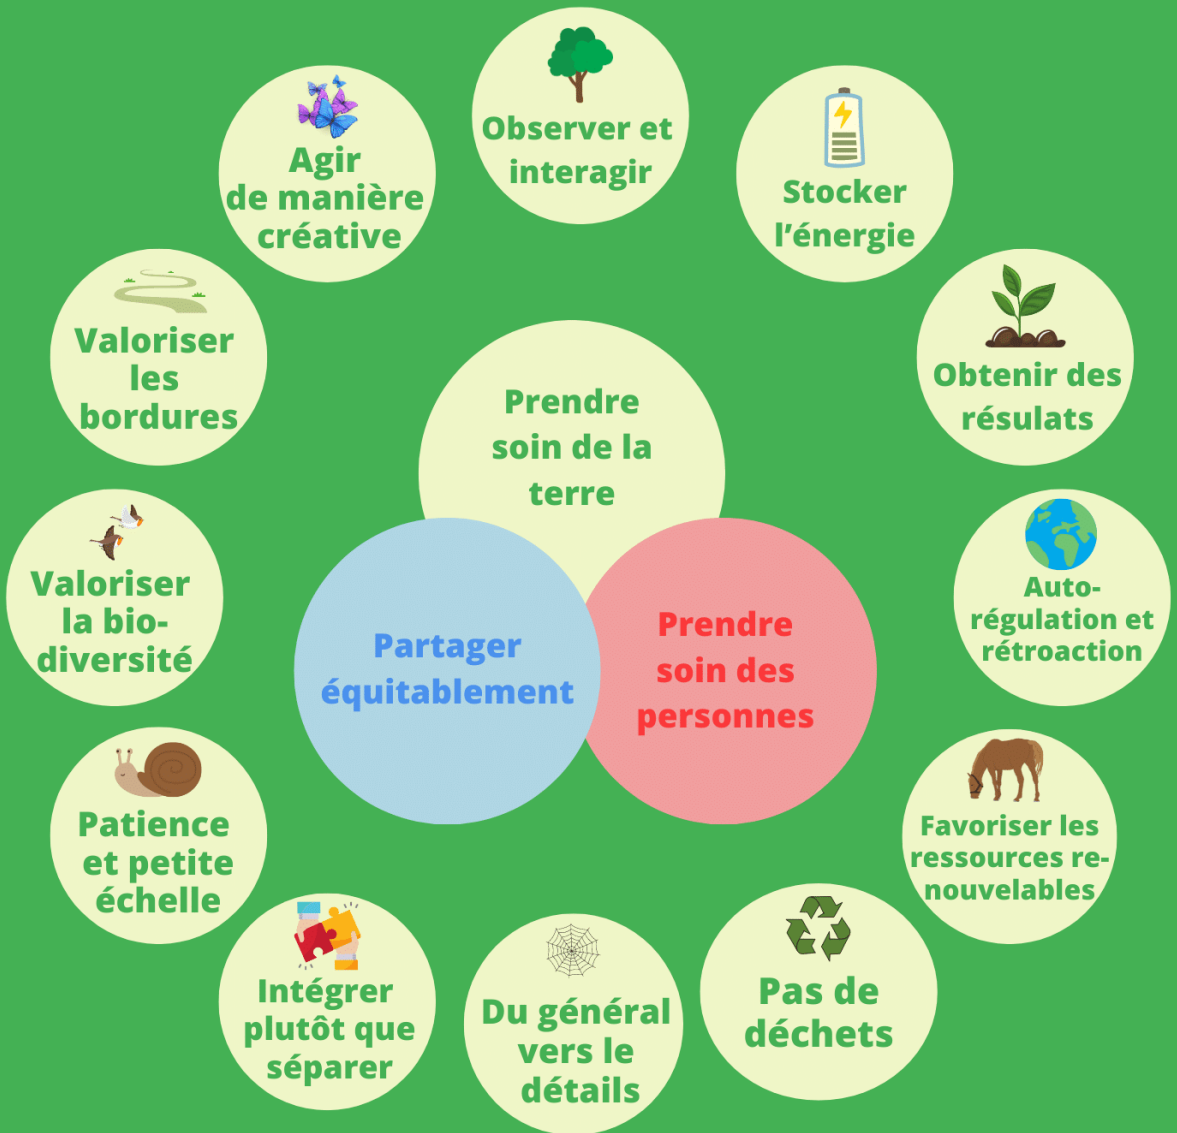 Observer et
interagir
Stocker
l’énergie
Obtenir des
résulats
Auto-
régulation et
rétroaction
Favoriser les
ressources re-
nouvelables
Pas de
déchets
Du général
vers le
détails
Intégrer
plutôt que
séparer
Patience
et petite
échelle
Valoriser
la bio-
diversité
Valoriser
les
bordures
Agir
de manière
créative
Prendre
soin de la
terre
Partager
équitablement
Prendre
soin des
personnes